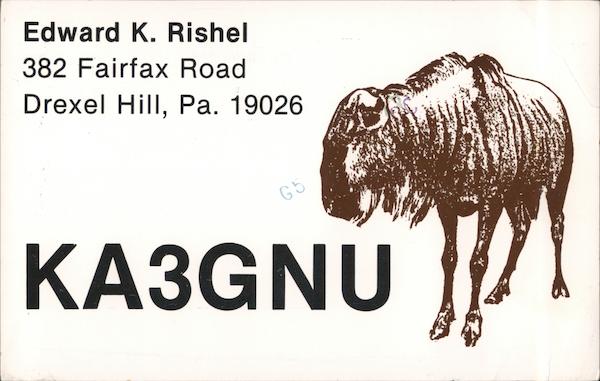 Edward K. Rishel
382 Fairfax Road
Drexel Hill, Pa. 19026
G5
KA3GNU